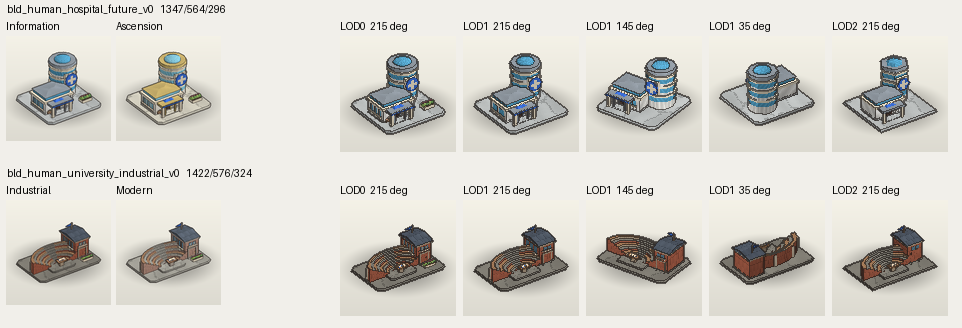 bld_human_hospital_future_v0 1347/564/296
Information Ascension LOD0 215 deg LOD1 215 deg LOD1 145 deg LOD1 35 deg LOD2 215 deg
bld_human_university_industrial_v0 1422/576/324
Industrial Modern LOD0 215 deg LOD1 215 deg LOD1 145 deg LOD1 35 deg LOD2 215 deg